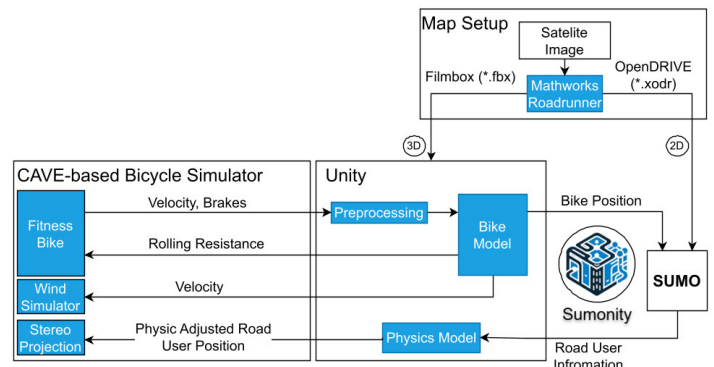 Map Setup
Satelite
Image
Filmbox (*.fbx)
OpenDRIVE
(*.xodr)
Mathworks
Roadrunner
3D
2D
CAVE-based Bicycle Simulator
Unity
Velocity, Brakes
Preprocessing
Bike Position
Fitness
Bike
Bike
Model
Rolling Resistance
Wind
Simulator
Velocity
SUMO
Sumonity
Stereo
Projection
Physic Adjusted Road
User Position
Physics Model
Road User
Infromation